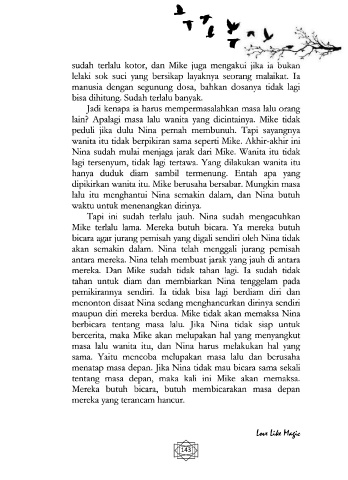 sudah terlalu kotor, dan Mike juga mengakui jika ia bukan
lelaki sok suci yang bersikap layaknya seorang malaikat. Ia
manusia dengan segunung dosa, bahkan dosanya tidak lagi
bisa dihitung. Sudah terlalu banyak.
Jadi kenapa ia harus mempermasalahkan masa lalu orang
lain? Apalagi masa lalu wanita yang dicintainya. Mike tidak
peduli jika dulu Nina pernah membunuh. Tapi sayangnya
wanita itu tidak berpikiran sama seperti Mike. Akhir-akhir ini
Nina sudah mulai menjaga jarak dari Mike. Wanita itu tidak
lagi tersenyum, tidak lagi tertawa. Yang dilakukan wanita itu
hanya duduk diam sambil termenung. Entah apa yang
dipikirkan wanita itu. Mike berusaha bersabar. Mungkin masa
lalu itu menghantui Nina semakin dalam, dan Nina butuh
waktu untuk menenangkan dirinya.
Tapi ini sudah terlalu jauh. Nina sudah mengacuhkan
Mike terlalu lama. Mereka butuh bicara. Ya mereka butuh
bicara agar jurang pemisah yang digali sendiri oleh Nina tidak
akan semakin dalam. Nina telah menggali jurang pemisah
antara mereka. Nina telah membuat jarak yang jauh di antara
mereka. Dan Mike sudah tidak tahan lagi. Ia sudah tidak
tahan untuk diam dan membiarkan Nina tenggelam pada
pemikirannya sendiri. Ia tidak bisa lagi berdiam diri dan
menonton disaat Nina sedang menghancurkan dirinya sendiri
maupun diri mereka berdua. Mike tidak akan memaksa Nina
berbicara tentang masa lalu. Jika Nina tidak siap untuk
bercerita, maka Mike akan melupakan hal yang menyangkut
masa lalu wanita itu, dan Nina harus melakukan hal yang
sama. Yaitu mencoba melupakan masa lalu dan berusaha
menatap masa depan. Jika Nina tidak mau bicara sama sekali
tentang masa depan, maka kali ini Mike akan memaksa.
Mereka butuh bicara, butuh membicarakan masa depan
mereka yang terancam hancur.
Love Like Magic
143